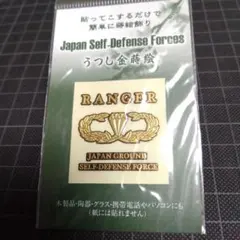 貼ってこするだけで
簡単に蒔絵飾り
Japan Self-Defense Forces
うつし金蒔絵
RANGER
JAPAN GROUND
SELF-DEFENSE FORCE
木製品・陶器・グラス・携帯電話やパソコンにも
(紙には貼れません)